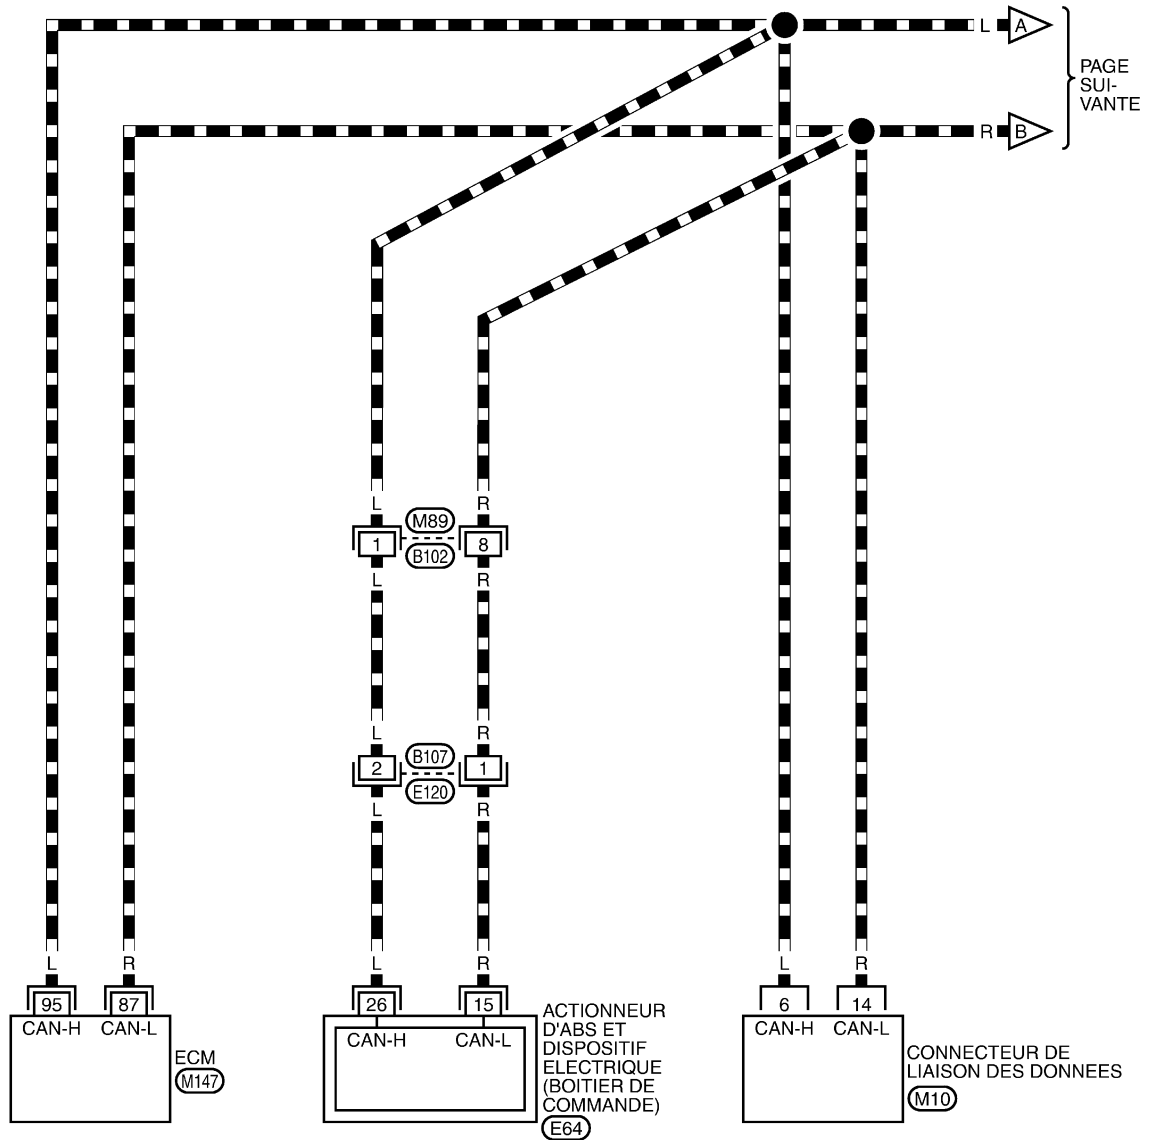 L A
PAGE
SUI-
VANTE
R B
L R
M89
1 8
B102
L R
L R
B107
2 1
E120
L R
L R L R L R
95 87 26 15 6 14
CAN-H CAN-L
ECM
M147
CAN-H CAN-L
ACTIONNEUR
D'ABS ET
DISPOSITIF
ELECTRIQUE
(BOITIER DE
COMMANDE)
E64
CAN-H CAN-L
CONNECTEUR DE
LIAISON DES DONNEES
M10